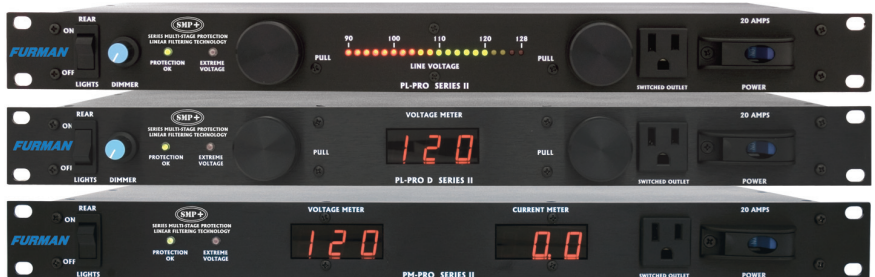 REAR
ON
FURMAN
OFF
LIGHTS
DIMMER
SMP+
SERIES MULTI-STAGE PROTECTION
LINEAR FILTERING TECHNOLOGY
PROTECTION OK
EXTREME VOLTAGE
PULL
90 100 110 120 128
LINE VOLTAGE
PULL
PL-PRO SERIES II
SWITCHED OUTLET
20 AMPS
POWER
REAR
ON
FURMAN
OFF
LIGHTS
DIMMER
SMP+
SERIES MULTI-STAGE PROTECTION
LINEAR FILTERING TECHNOLOGY
PROTECTION OK
EXTREME VOLTAGE
PULL
VOLTAGE METER
120
PULL
PL-PRO D SERIES II
SWITCHED OUTLET
20 AMPS
POWER
REAR
ON
FURMAN
OFF
LIGHTS
SMP+
SERIES MULTI-STAGE PROTECTION
LINEAR FILTERING TECHNOLOGY
PROTECTION OK
EXTREME VOLTAGE
VOLTAGE METER
120
CURRENT METER
0.0
PM-PRO SERIES II
SWITCHED OUTLET
20 AMPS
POWER